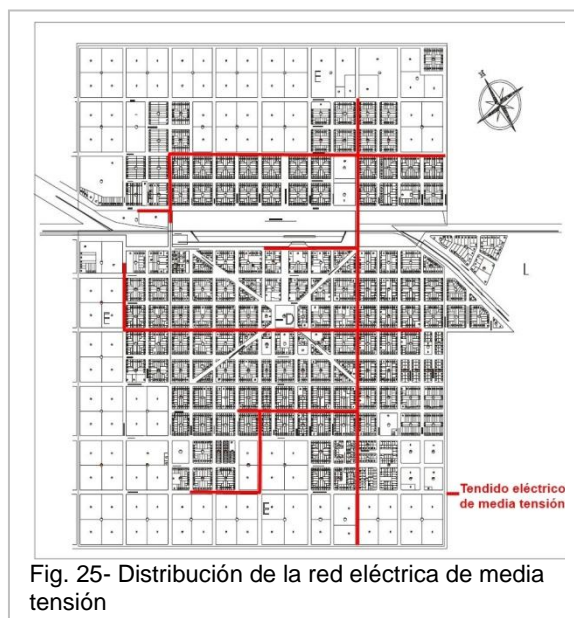 N
E
L
E
D
Tendido eléctrico
de media tensión
E
Fig. 25- Distribución de la red eléctrica de media
tensión